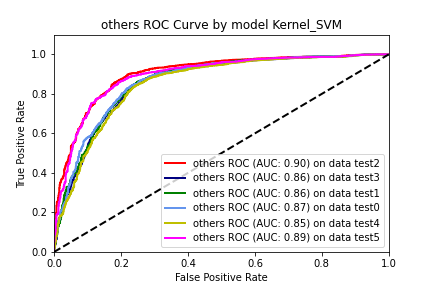 others ROC Curve by model Kernel_SVM
True Positive Rate
1.0
0.8
0.6
0.4
0.2
0.0
others ROC (AUC: 0.90) on data test2
others ROC (AUC: 0.86) on data test3
others ROC (AUC: 0.86) on data test1
others ROC (AUC: 0.87) on data test0
others ROC (AUC: 0.85) on data test4
others ROC (AUC: 0.89) on data test5
0.0 0.2 0.4 0.6 0.8 1.0
False Positive Rate